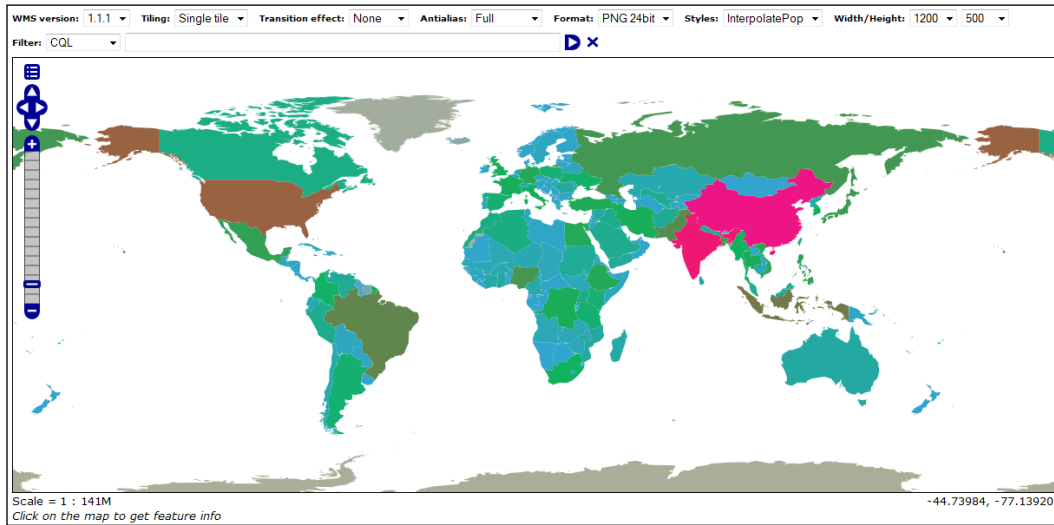 WMS version: 1.1.1 Tiling: Single tile Transition effect: None Antialias: Full Format: PNG 24bit Styles: InterpolatePop Width/Height: 1200 500
Filter: CQL
Scale = 1 : 141M -44.73984, -77.13920
Click on the map to get feature info